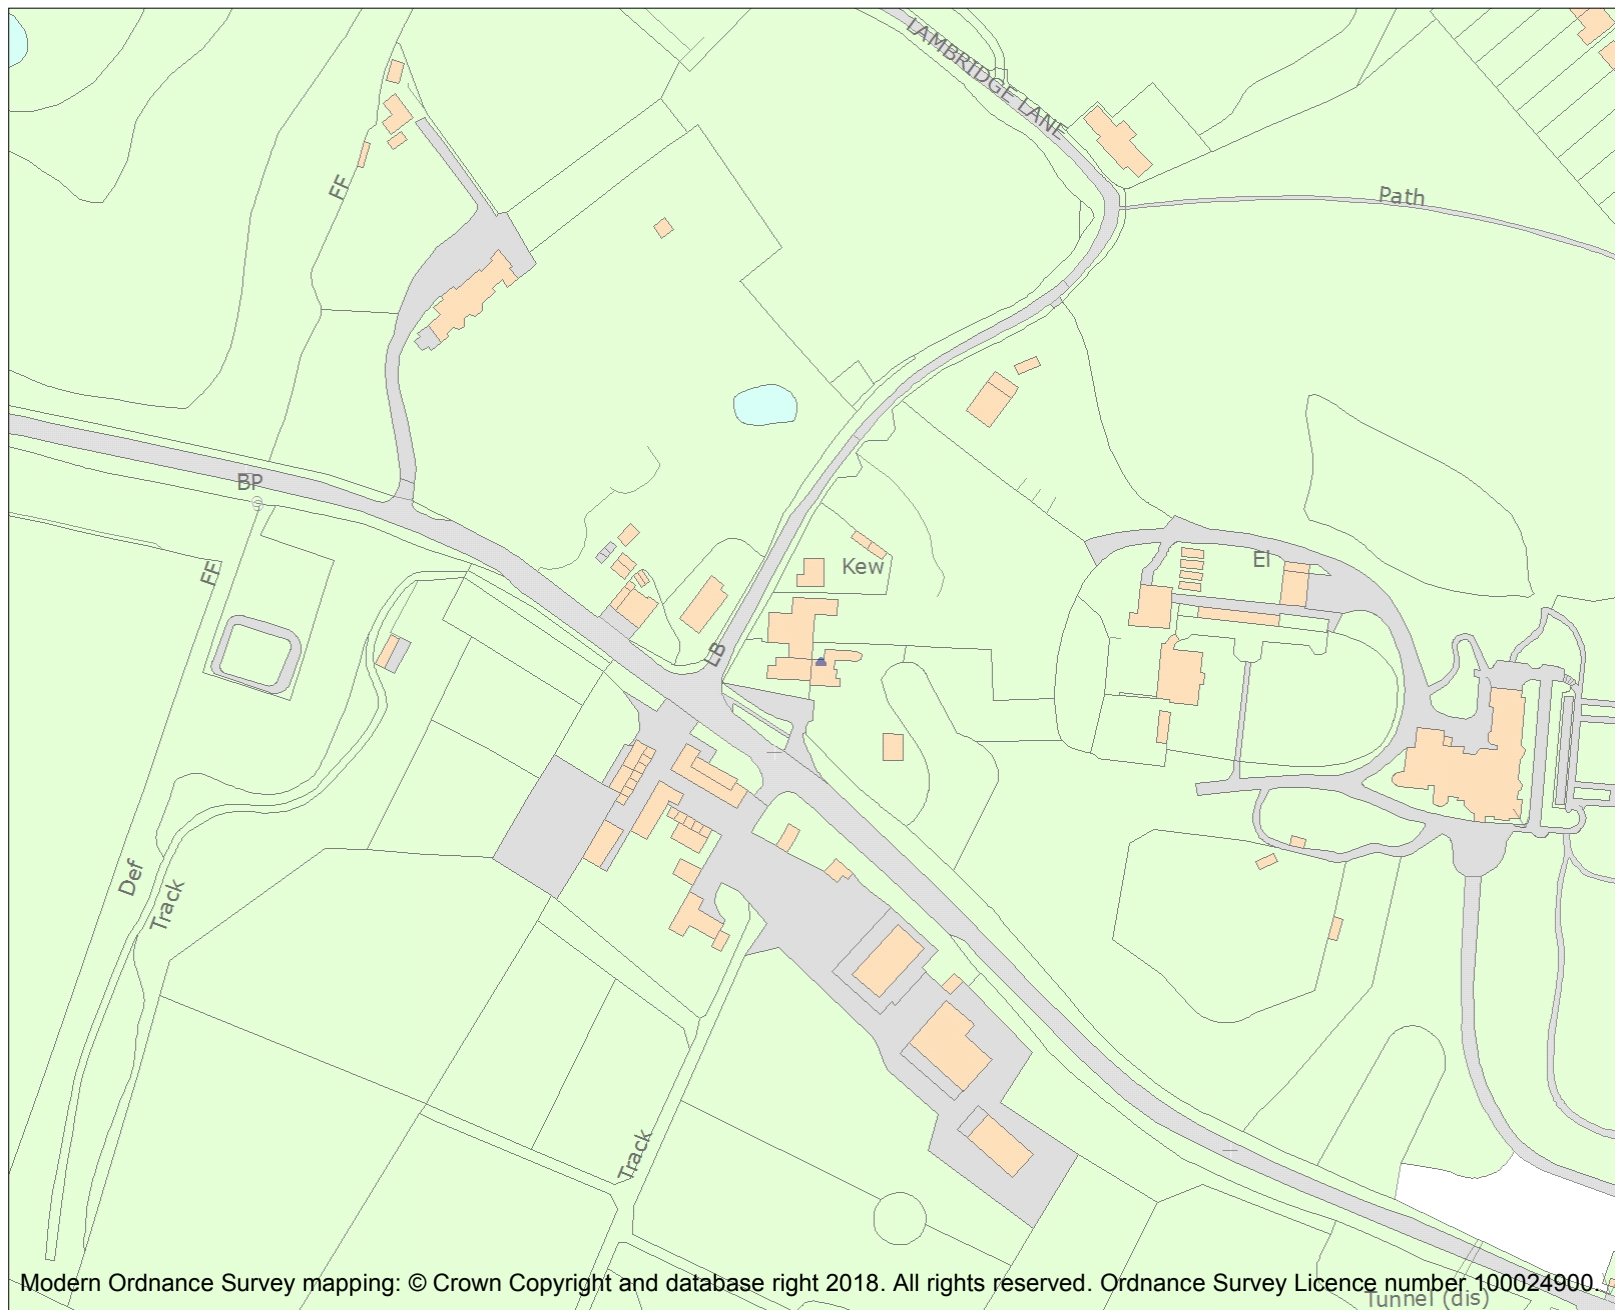 LAMBRIDGE LANE
Path
FF
BP
FF
Kew
El
LB
Def
Track
Track
Modern Ordnance Survey mapping: © Crown Copyright and database right 2018. All rights reserved. Ordnance Survey Licence number 100024900.
Tunnel (dis)